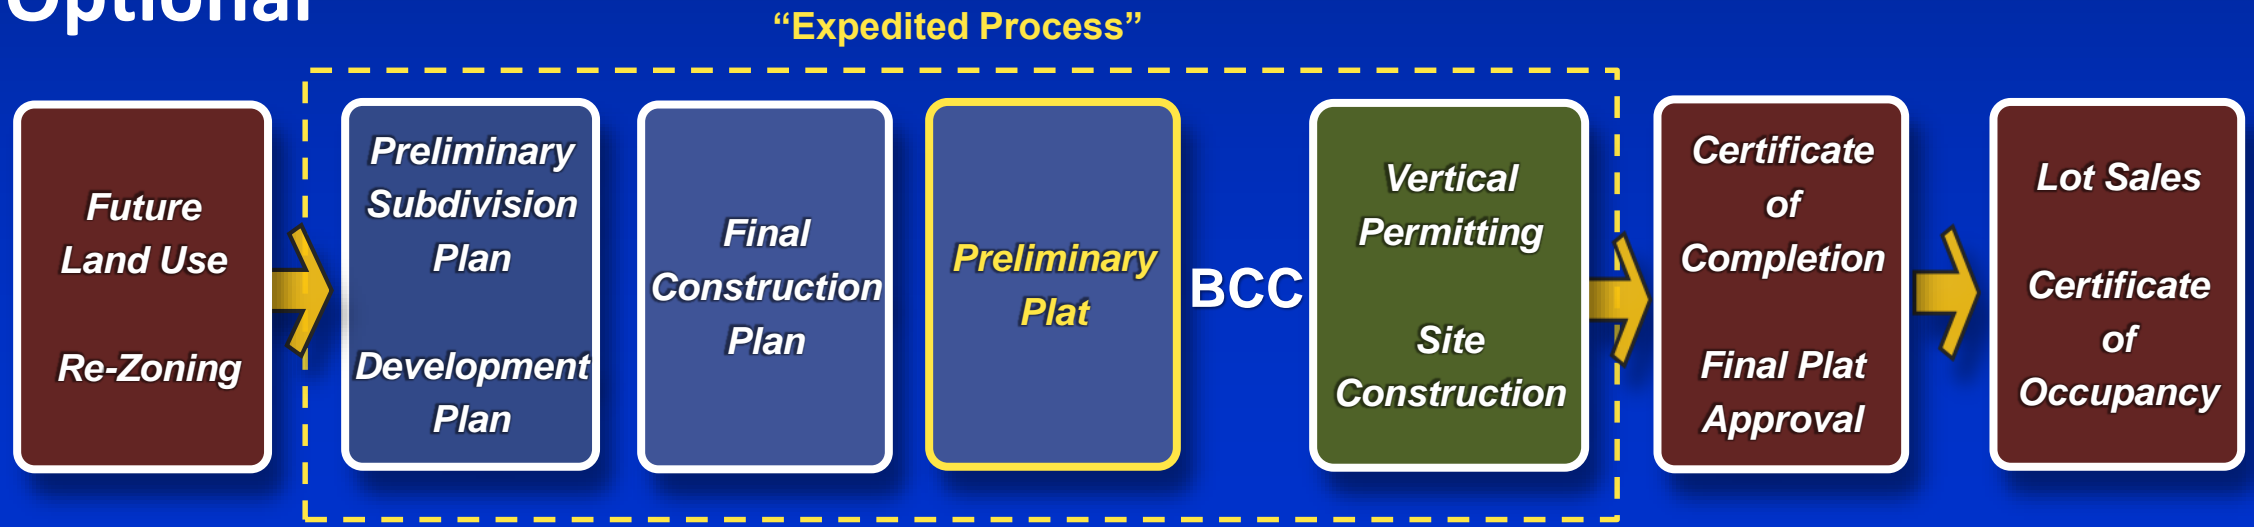 Optional
“Expedited Process”
Future
Land Use
Re-Zoning
Preliminary
Subdivision
Plan
Development
Plan
Final
Construction
Plan
Preliminary
Plat
BCC
Vertical
Permitting
Site
Construction
Certificate
of
Completion
Final Plat
Approval
Lot Sales
Certificate
of
Occupancy